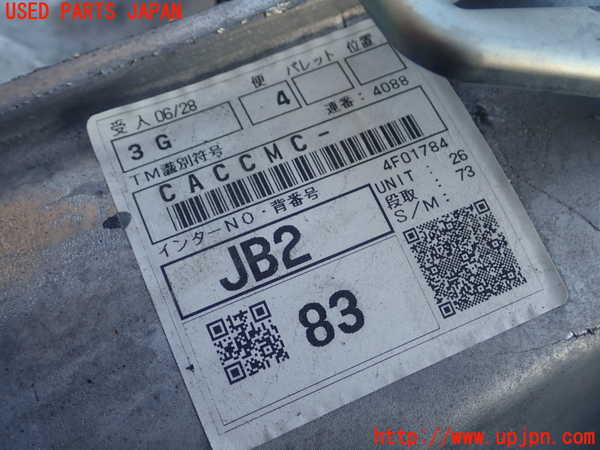 USED PARTS JAPAN
受入 06/28
便 パレット 位置
3G
4
連番: 4088
TM識別符号
CACCMC-
4F01784
インターNO・背番号
UNIT: 26
段取: 73
S/M:
JB2
83
http://www.upjpn.com